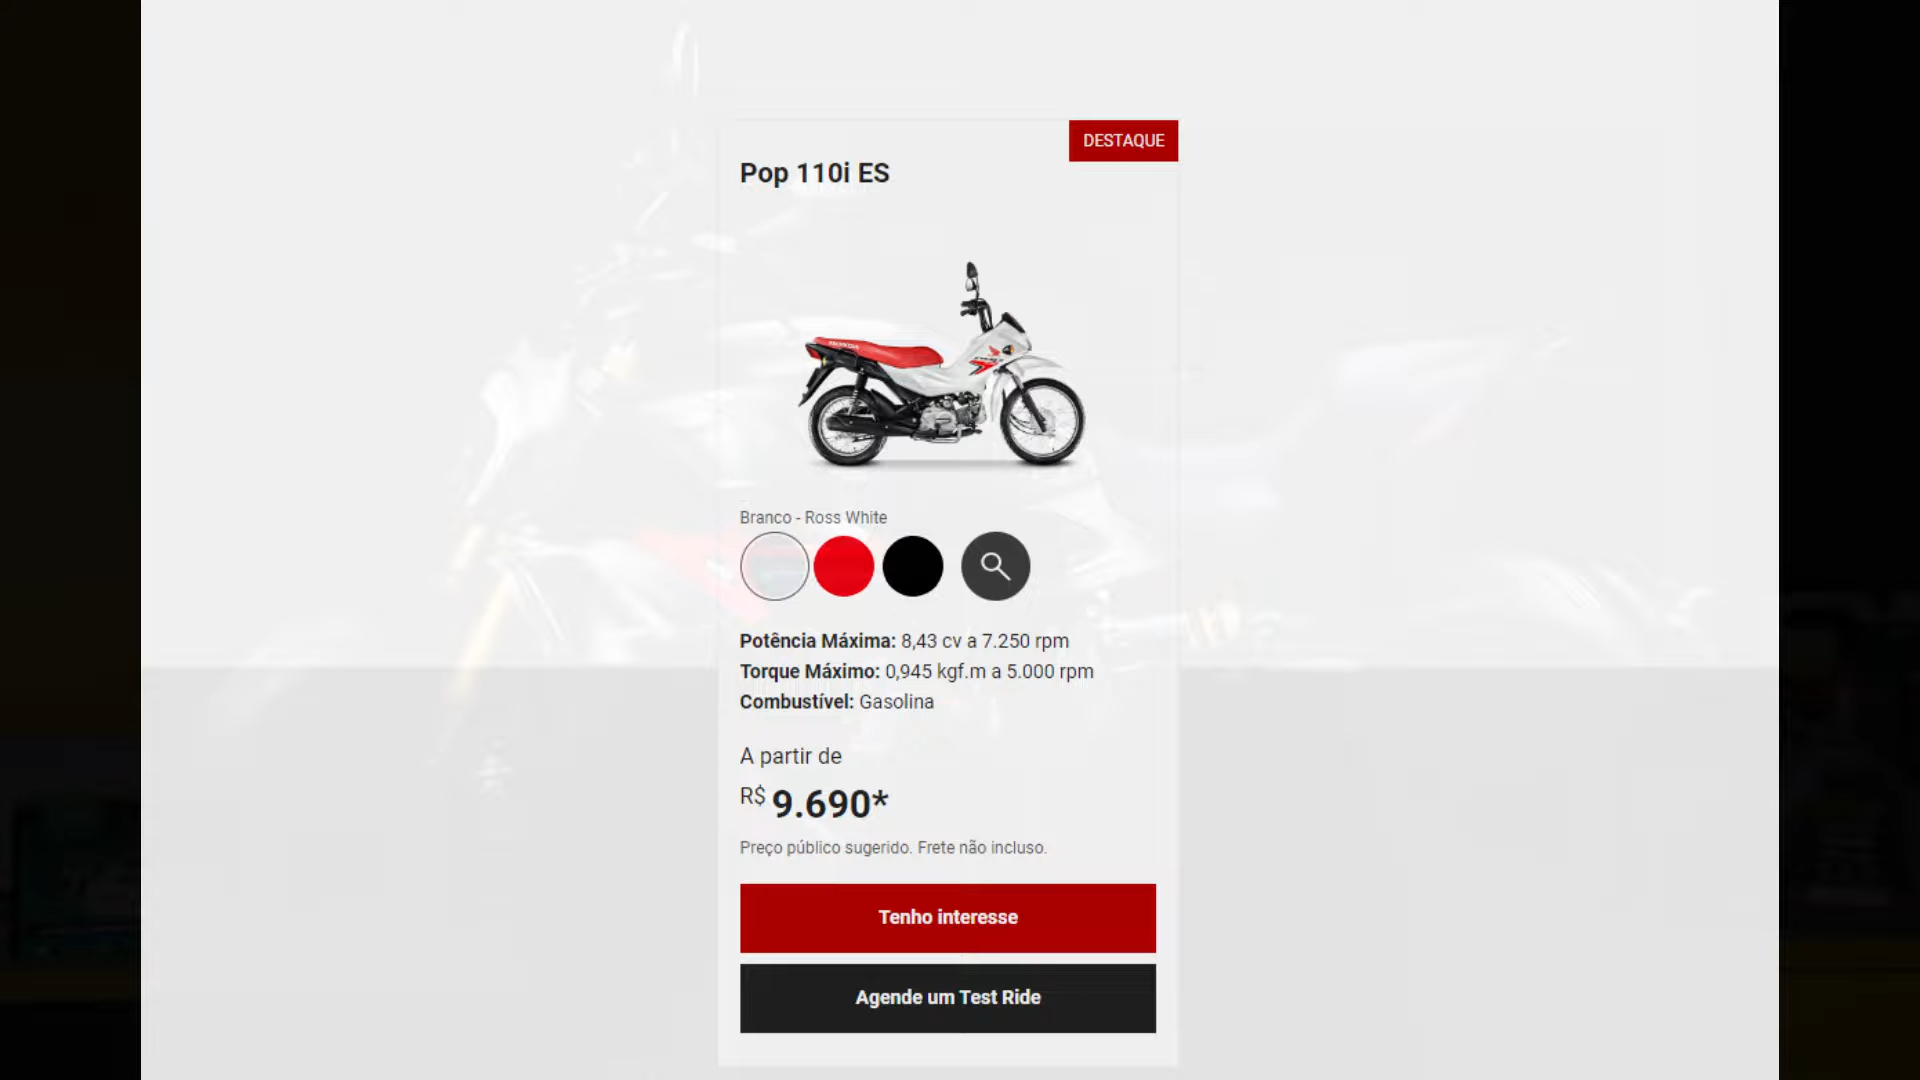 DESTAQUE
Pop 110i ES
Branco - Ross White
Potência Máxima: 8,43 cv a 7.250 rpm
Torque Máximo: 0,945 kgf.m a 5.000 rpm
Combustível: Gasolina
A partir de
R$ 9.690*
Preço público sugerido. Frete não incluso.
Tenho interesse
Agende um Test Ride